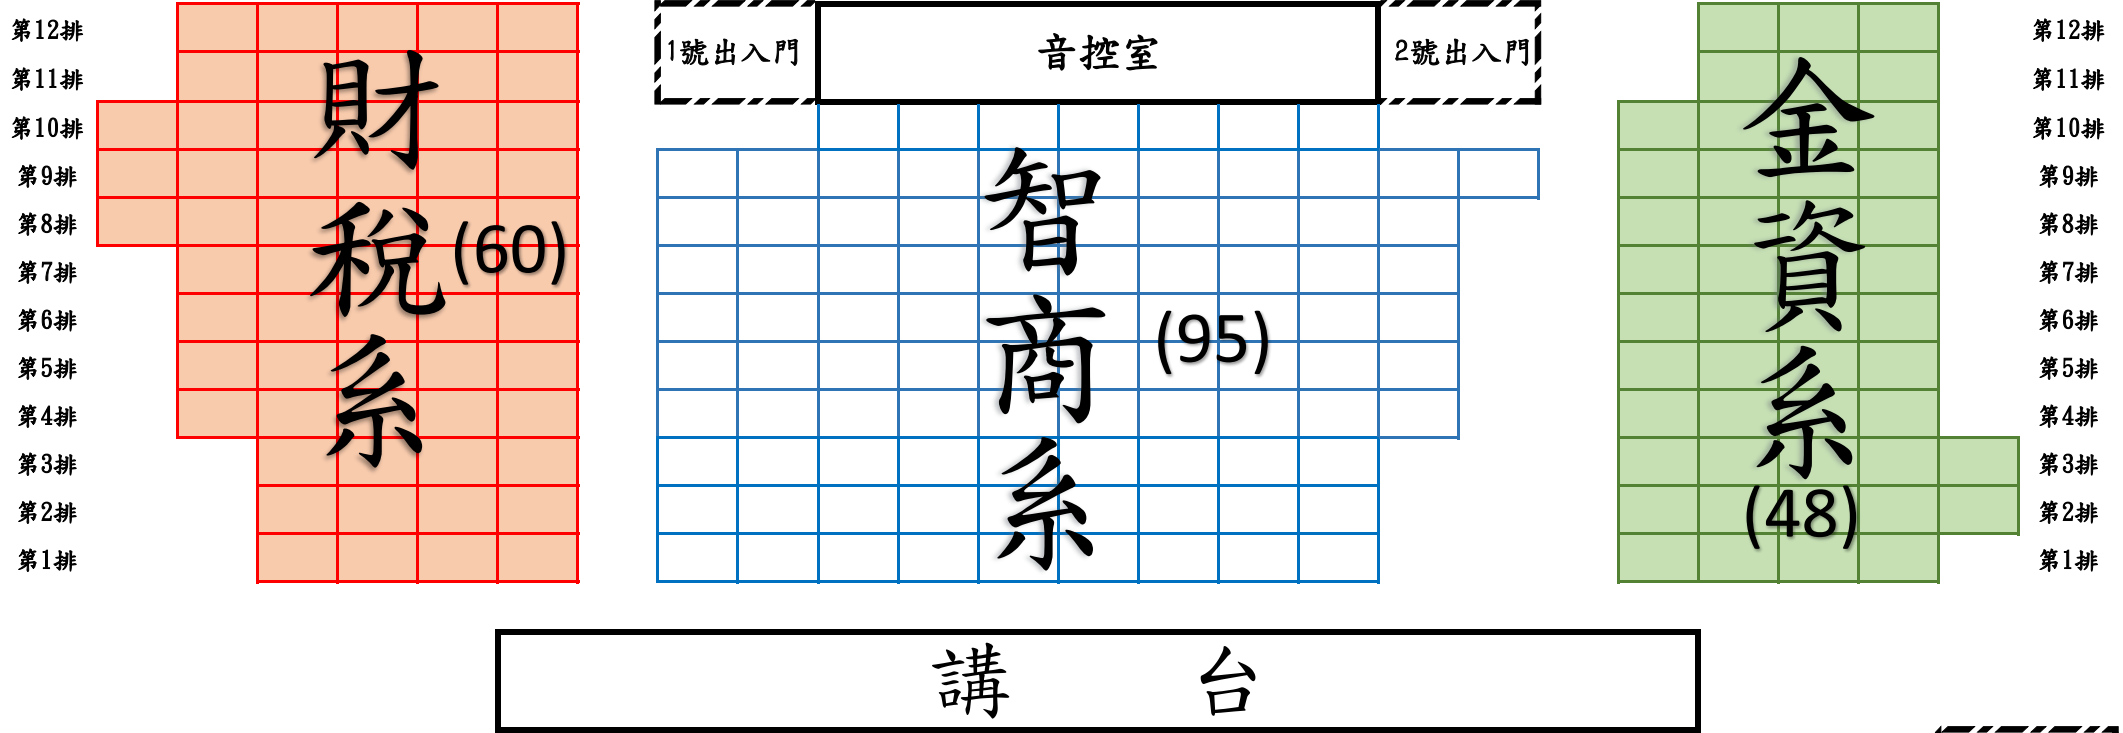 第12排
第11排
第10排
第9排
第8排
第7排
第6排
第5排
第4排
第3排
第2排
第1排
財稅系(60)
1號出入門
音控室
2號出入門
智商系(95)
金資系(48)
第12排
第11排
第10排
第9排
第8排
第7排
第6排
第5排
第4排
第3排
第2排
第1排
講台